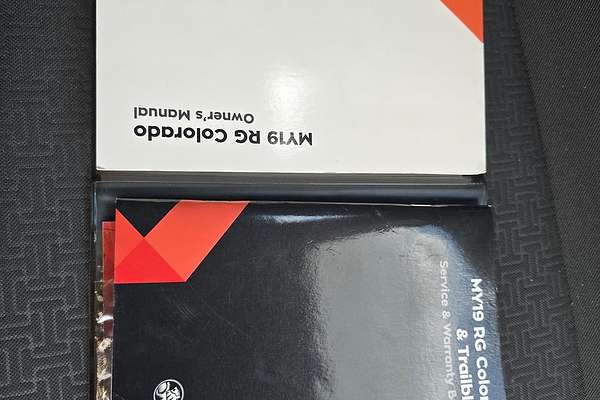 MY19 RG Colorado
Owner's Manual
MY19 RG Color
& Trailbl
Service & Warranty B